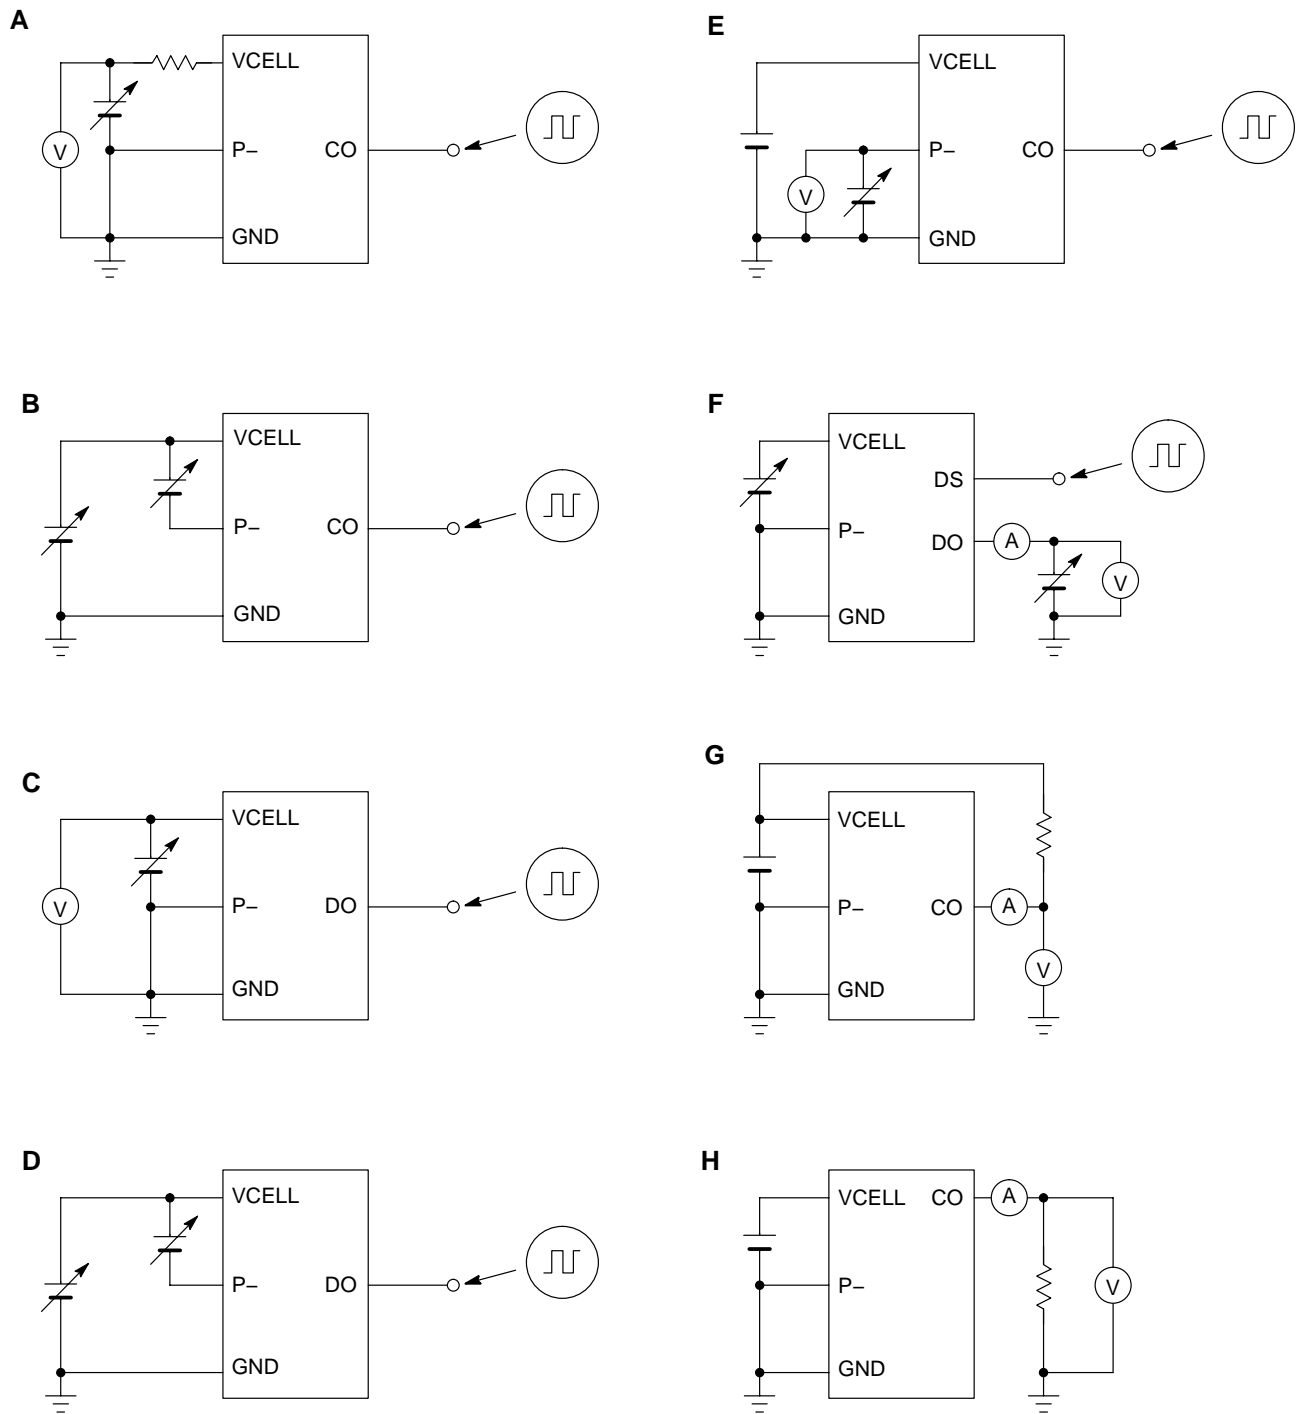 A
VCELL
V
P–
CO
GND
B
VCELL
P–
CO
GND
C
VCELL
V
P–
DO
GND
D
VCELL
P–
DO
GND
E
VCELL
P–
CO
V
GND
F
VCELL
DS
P–
DO
A
V
GND
G
VCELL
P–
CO
A
V
GND
H
VCELL
CO
A
P–
V
GND